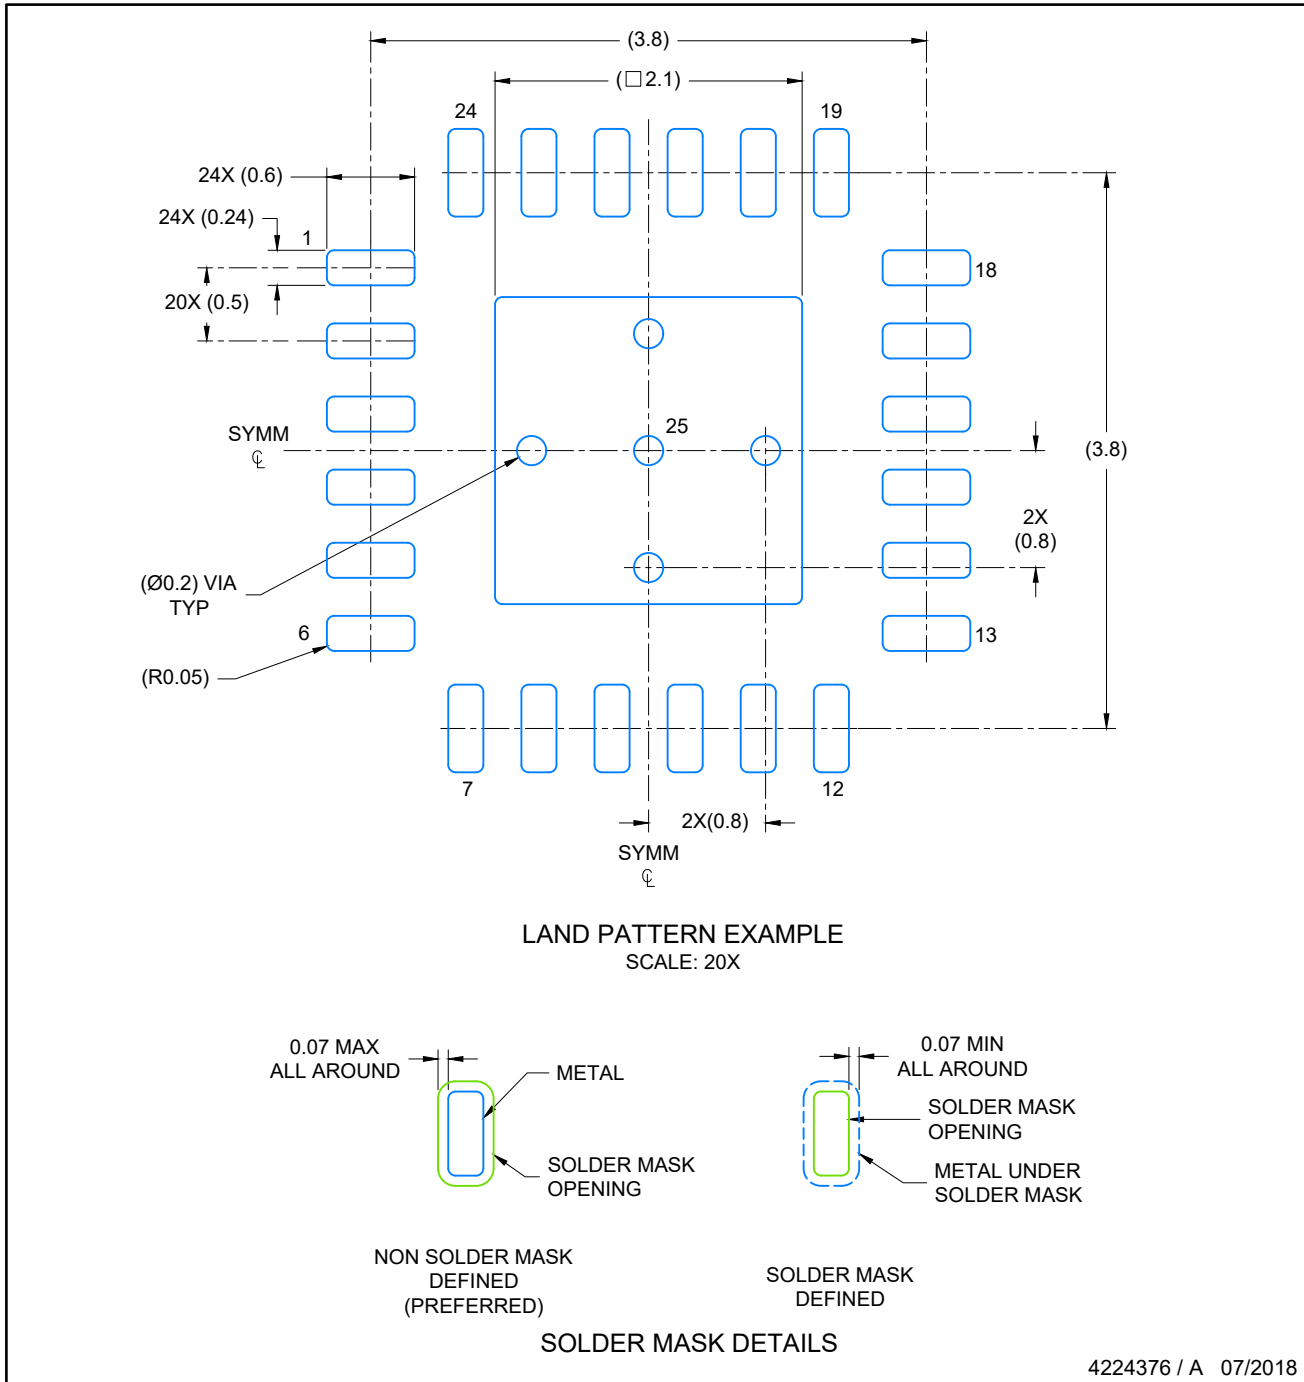 (3.8)
(□2.1)
24
19
24X (0.6)
24X (0.24)
1
18
20X (0.5)
SYMM
℄
25
(3.8)
2X
(0.8)
(Ø0.2) VIA
TYP
6
13
(R0.05)
7
12
2X(0.8)
SYMM
℄
LAND PATTERN EXAMPLE
SCALE: 20X
0.07 MAX
ALL AROUND
METAL
SOLDER MASK
OPENING
0.07 MIN
ALL AROUND
SOLDER MASK
OPENING
METAL UNDER
SOLDER MASK
NON SOLDER MASK
DEFINED
(PREFERRED)
SOLDER MASK
DEFINED
SOLDER MASK DETAILS
4224376 / A 07/2018